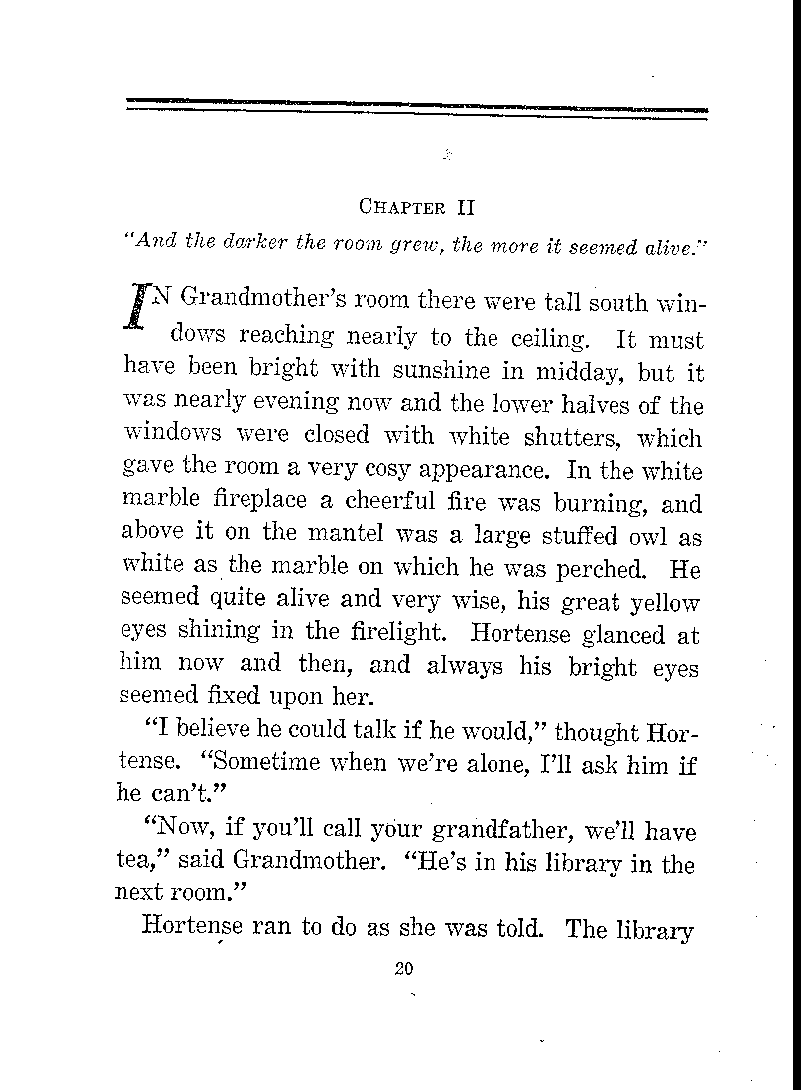 CHAPTER II
"And the darker the room grew, the more it seemed alive."
IN Grandmother's room there were tall south win-
dows reaching nearly to the ceiling. It must
have been bright with sunshine in midday, but it
was nearly evening now and the lower halves of the
windows were closed with white shutters, which
gave the room a very cosy appearance. In the white
marble fireplace a cheerful fire was burning, and
above it on the mantel was a large stuffed owl as
white as the marble on which he was perched. He
seemed quite alive and very wise, his great yellow
eyes shining in the firelight. Hortense glanced at
him now and then, and always his bright eyes
seemed fixed upon her.
"I believe he could talk if he would," thought Hor-
tense. "Sometime when we're alone, I'll ask him if
he can't."
"Now, if you'll call your grandfather, we'll have
tea," said Grandmother. "He's in his library in the
next room."
Hortense ran to do as she was told. The library
20